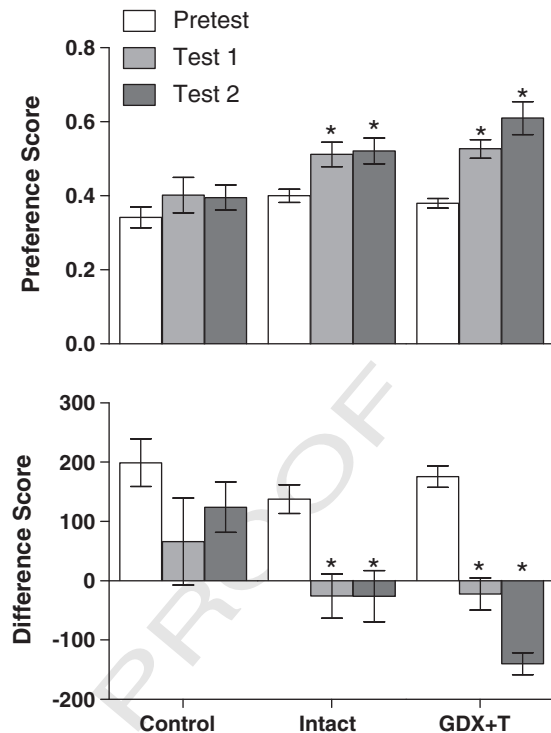 Pretest
Test 1
Test 2
Preference Score
0.8
0.6
0.4
0.2
0.0
* * * *
Difference Score
300
200
100
0
-100
-200
* * * *
PROOF
Control Intact GDX+T